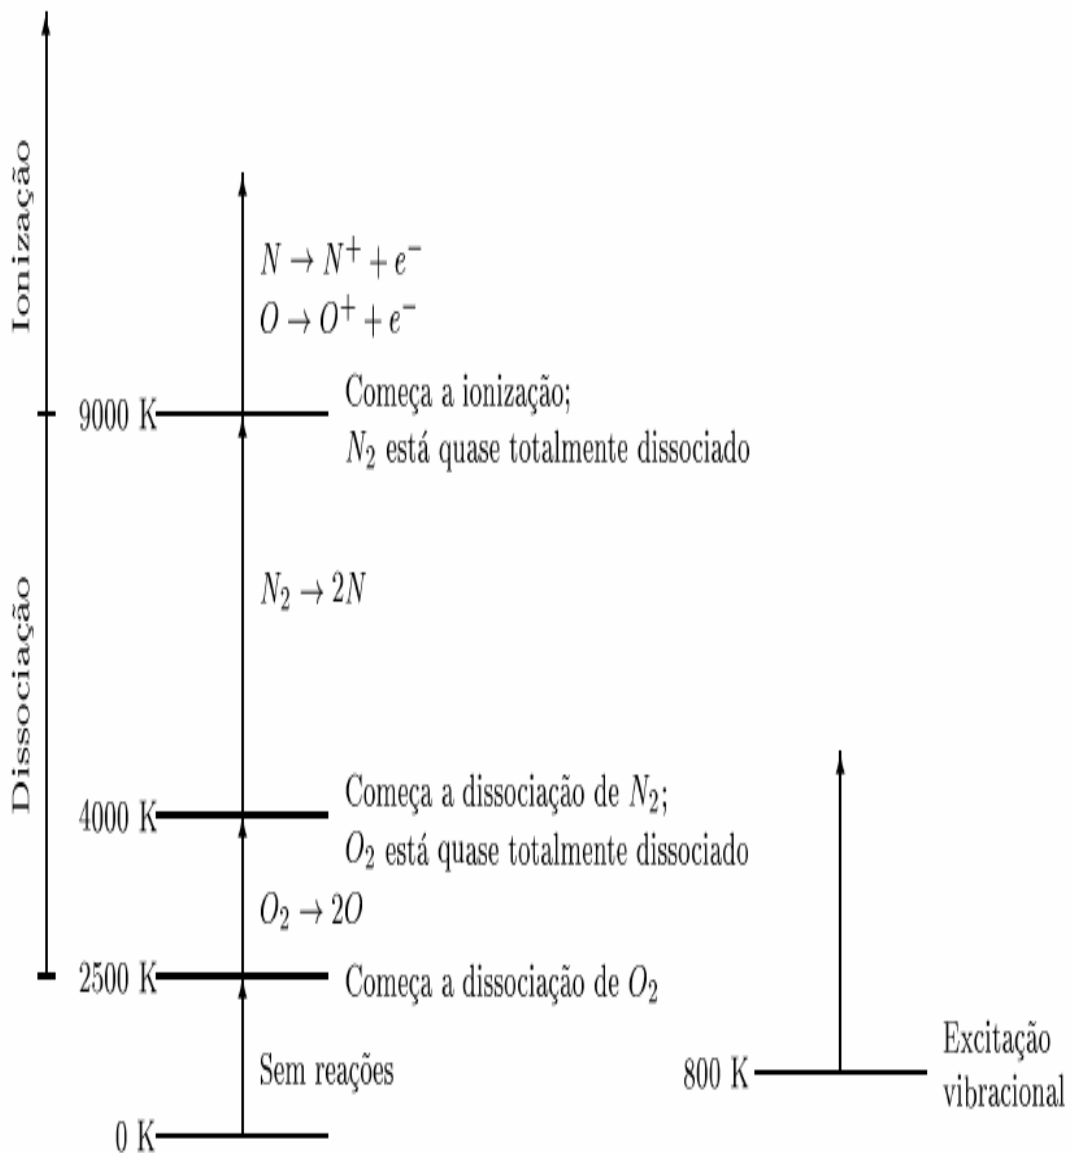 Ionização
N → N⁺ + e⁻
O → O⁺ + e⁻
9000 K
Começa a ionização;
N₂ está quase totalmente dissociado
Dissociação
N₂ → 2N
4000 K
Começa a dissociação de N₂;
O₂ está quase totalmente dissociado
O₂ → 2O
2500 K
Começa a dissociação de O₂
Sem reações
0 K
800 K
Excitação
vibracional